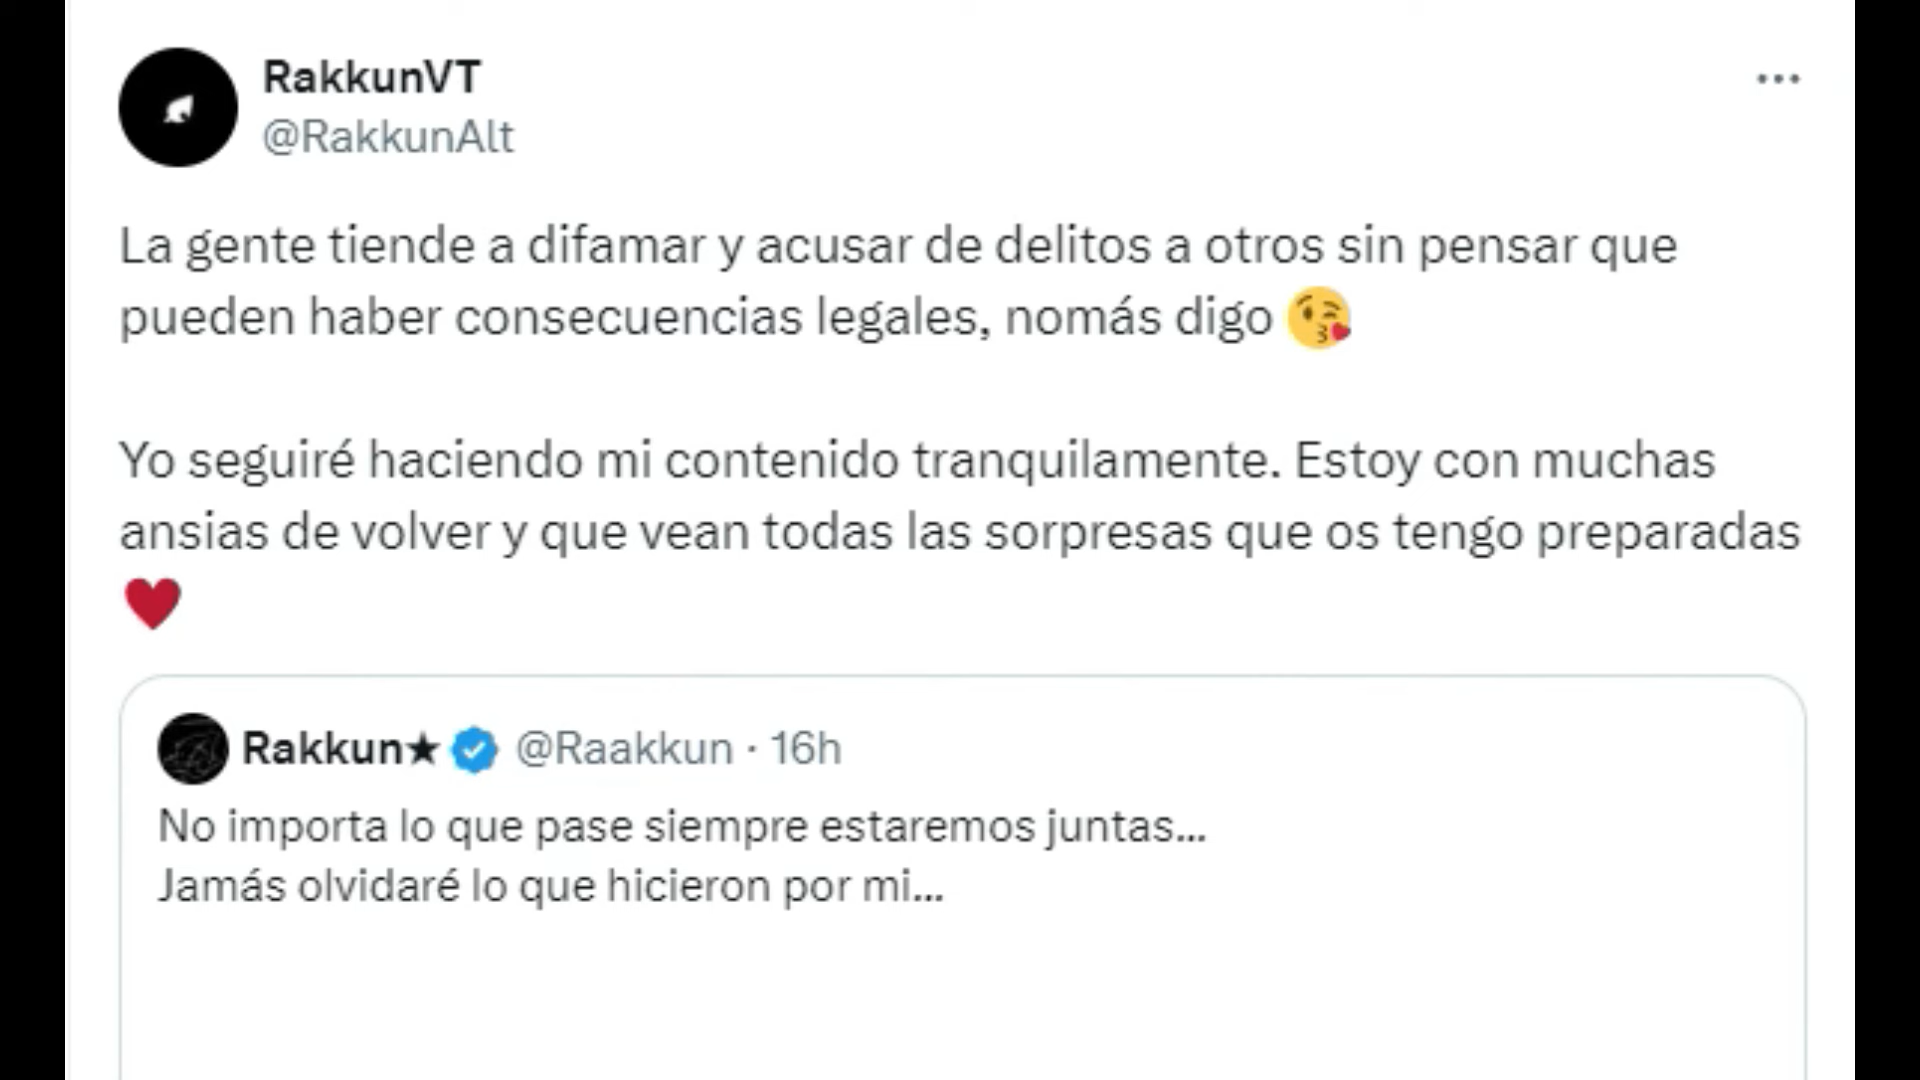 RakkunVT
@RakkunAlt
La gente tiende a difamar y acusar de delitos a otros sin pensar que
pueden haber consecuencias legales, nomás digo 😘
Yo seguiré haciendo mi contenido tranquilamente. Estoy con muchas
ansias de volver y que vean todas las sorpresas que os tengo preparadas
❤️
Rakkun★ @Raakkun · 16h
No importa lo que pase siempre estaremos juntas...
Jamás olvidaré lo que hicieron por mi...